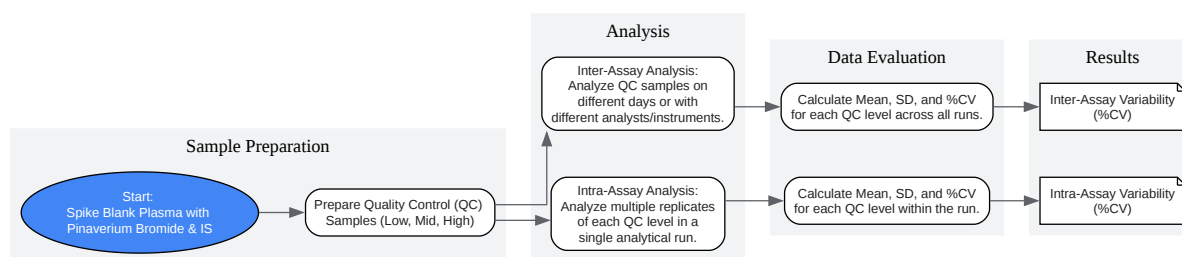 Sample Preparation
Start:
Spike Blank Plasma with
Pinaverium Bromide & IS
Prepare Quality Control (QC)
Samples (Low, Mid, High)
Analysis
Inter-Assay Analysis:
Analyze QC samples on
different days or with
different analysts/instruments.
Intra-Assay Analysis:
Analyze multiple replicates
of each QC level in a
single analytical run.
Data Evaluation
Calculate Mean, SD, and %CV
for each QC level across all runs.
Calculate Mean, SD, and %CV
for each QC level within the run.
Results
Inter-Assay Variability
(%CV)
Intra-Assay Variability
(%CV)